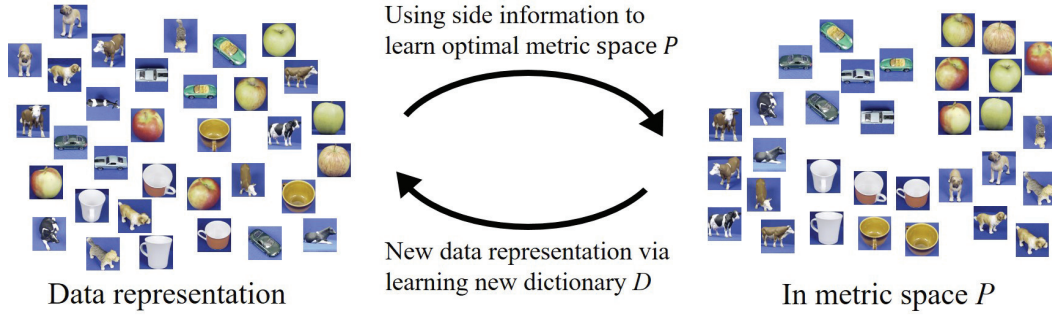 Using side information to
learn optimal metric space P
New data representation via
learning new dictionary D
Data representation
In metric space P